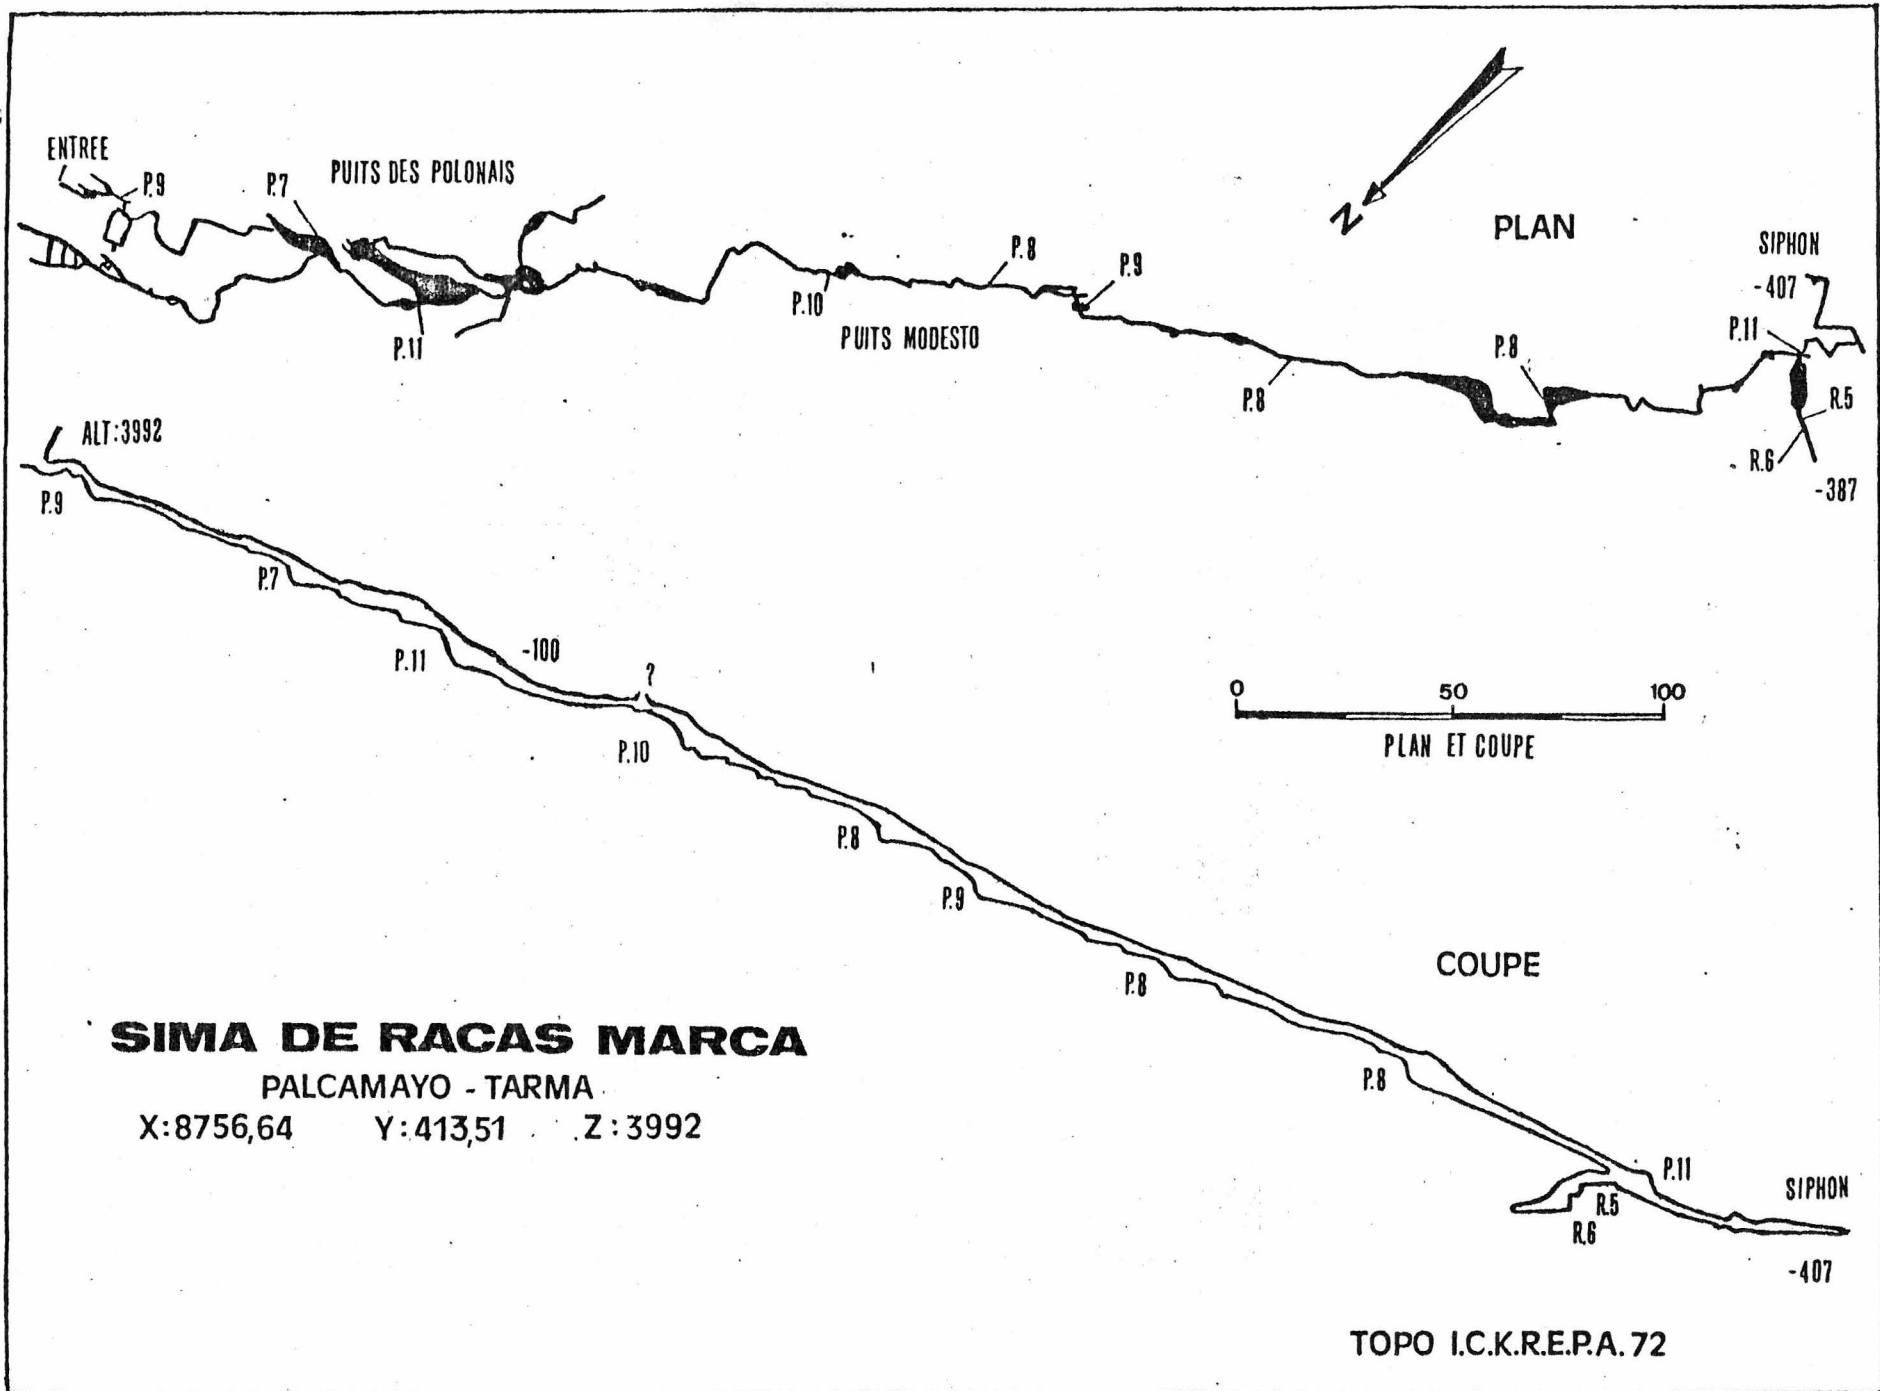 ENTREE
P.9
P.7
PUITS DES POLONAIS
P.11
P.10
PUITS MODESTO
P.8
P.9
P.8
P.8
N
PLAN
SIPHON
-407
P.11
R.5
R.6
-387
ALT:3992
P.9
P.7
P.11
-100
?
P.10
P.8
P.9
P.8
P.8
P.11
R.5
R.6
SIPHON
-407
0 50 100
PLAN ET COUPE
COUPE
SIMA DE RACAS MARCA
PALCAMAYO - TARMA
X:8756,64 Y:413,51 Z:3992
TOPO I.C.K.R.E.P.A. 72